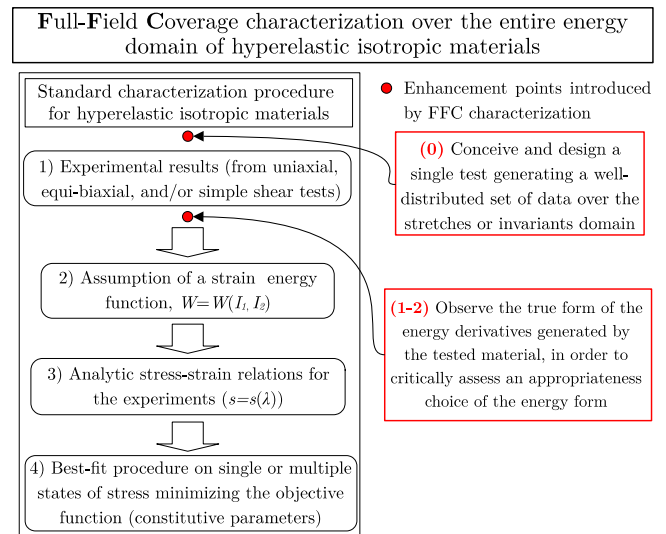 Full-Field Coverage characterization over the entire energy
domain of hyperelastic isotropic materials
Standard characterization procedure
for hyperelastic isotropic materials
1) Experimental results (from uniaxial,
equi-biaxial, and/or simple shear tests)
2) Assumption of a strain energy
function, W=W(I1, I2)
3) Analytic stress-strain relations for
the experiments (s=s(λ))
4) Best-fit procedure on single or multiple
states of stress minimizing the objective
function (constitutive parameters)
Enhancement points introduced
by FFC characterization
(0) Conceive and design a
single test generating a well-
distributed set of data over the
stretches or invariants domain
(1-2) Observe the true form of the
energy derivatives generated by
the tested material, in order to
critically assess an appropriateness
choice of the energy form